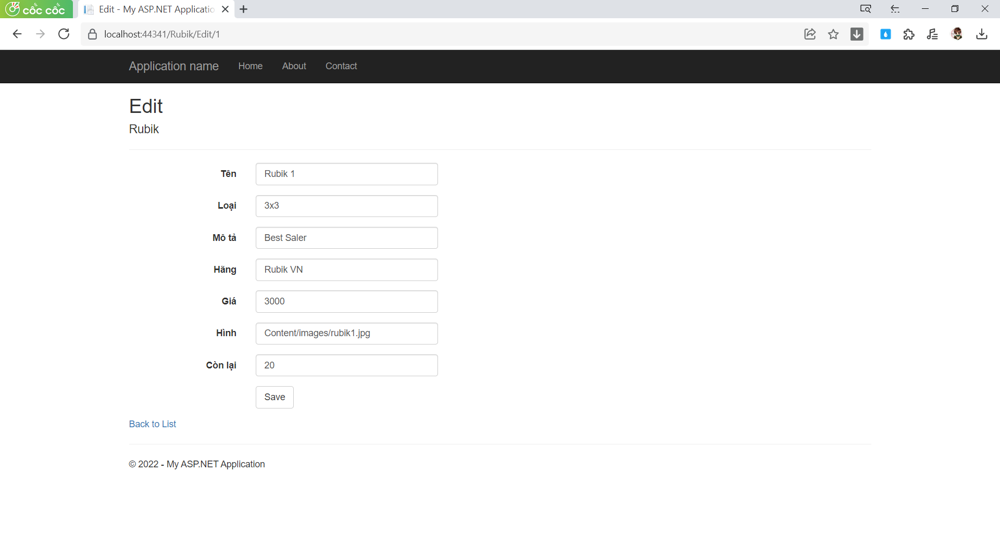 cốc cốc
Edit - My ASP.NET Applicatio
localhost:44341/Rubik/Edit/1
Application name Home About Contact
Edit
Rubik
Tên Rubik 1
Loại 3x3
Mô tả Best Saler
Hãng Rubik VN
Giá 3000
Hình Content/images/rubik1.jpg
Còn lại 20
Save
Back to List
© 2022 - My ASP.NET Application